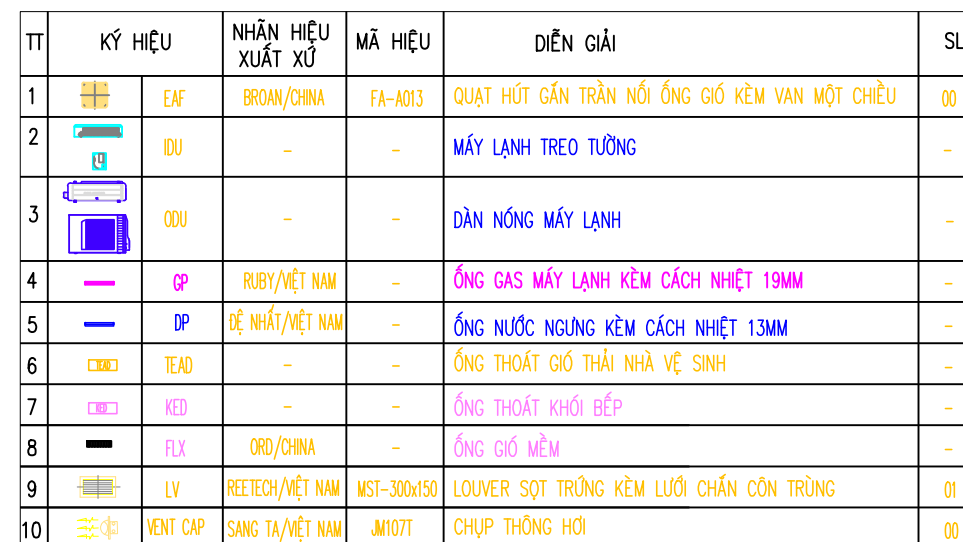 TT KÝ HIỆU NHÃN HIỆU XUẤT XỨ MÃ HIỆU DIỄN GIẢI SL
1 EAF BROAN/CHINA FA-A013 QUẠT HÚT GẮN TRẦN NỐI ỐNG GIÓ KÈM VAN MỘT CHIỀU 00
2 IDU - - MÁY LẠNH TREO TƯỜNG -
3 ODU - - DÀN NÓNG MÁY LẠNH -
4 GP RUBY/VIỆT NAM - ỐNG GAS MÁY LẠNH KÈM CÁCH NHIỆT 19MM -
5 DP ĐỆ NHẤT/VIỆT NAM - ỐNG NƯỚC NGƯNG KÈM CÁCH NHIỆT 13MM -
6 TEAD TEAD - - ỐNG THOÁT GIÓ THẢI NHÀ VỆ SINH -
7 KED KED - - ỐNG THOÁT KHÓI BẾP -
8 FLX ORD/CHINA - ỐNG GIÓ MỀM -
9 LV REETECH/VIỆT NAM MST-300x150 LOUVER SỌT TRỨNG KÈM LƯỚI CHẮN CÔN TRÙNG 01
10 VENT CAP SANG TA/VIỆT NAM JM107T CHỤP THÔNG HƠI 00